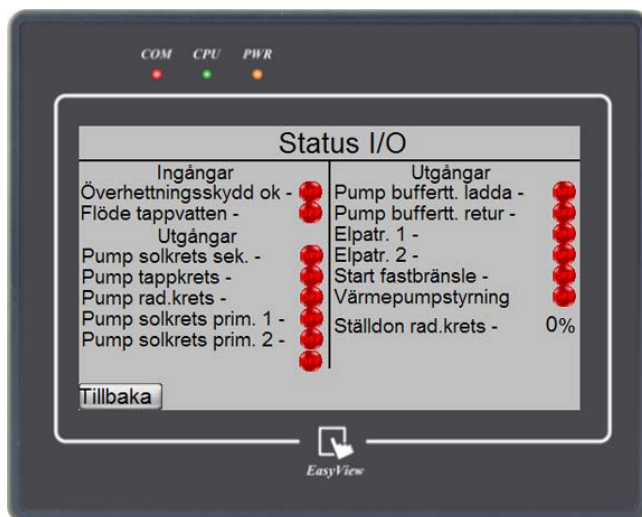 COM CPU PWR
Status I/O
Ingångar
Överhettningsskydd ok -
Flöde tappvatten -
Utgångar
Pump solkrets sek. -
Pump tappkrets -
Pump rad.krets -
Pump solkrets prim. 1 -
Pump solkrets prim. 2 -
Utgångar
Pump buffertt. ladda -
Pump buffertt. retur -
Elpatr. 1 -
Elpatr. 2 -
Start fastbränsle -
Värmepumpstyrning
Ställdon rad.krets - 0%
Tillbaka
EasyView